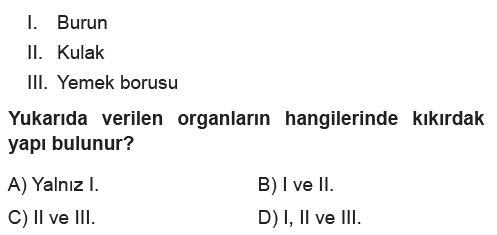 I. Burun
II. Kulak
III. Yemek borusu
Yukarıda verilen organların hangilerinde kıkırdak
yapı bulunur?
A) Yalnız I. B) I ve II.
C) II ve III. D) I, II ve III.